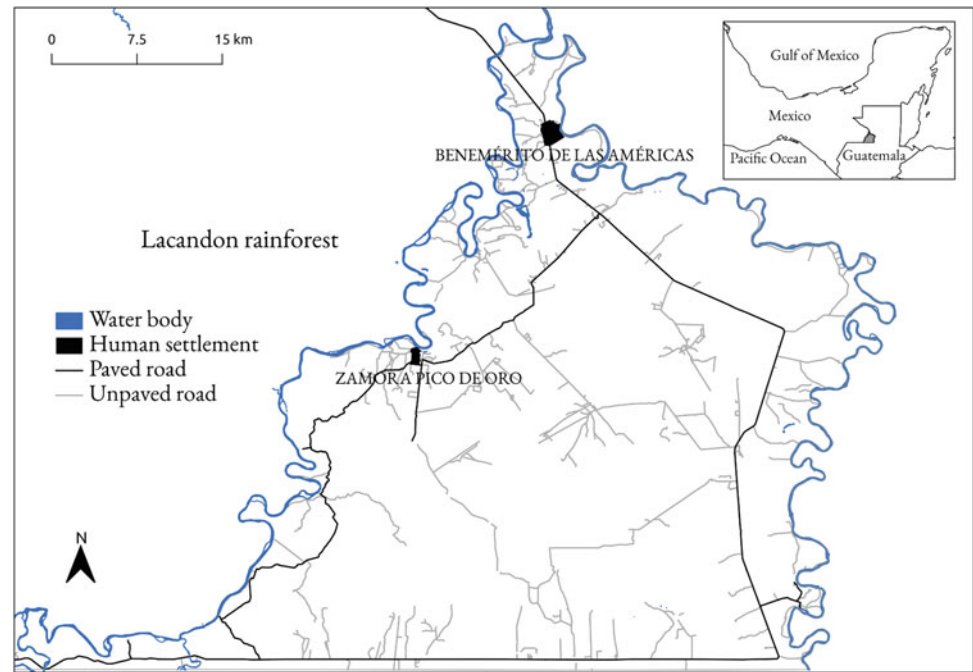 0 7.5 15 km
Gulf of Mexico
Mexico
Pacific Ocean
Guatemala
BENEMÉRITO DE LAS AMÉRICAS
Lacandon rainforest
Water body
Human settlement
Paved road
Unpaved road
ZAMORA PICO DE ORO
N